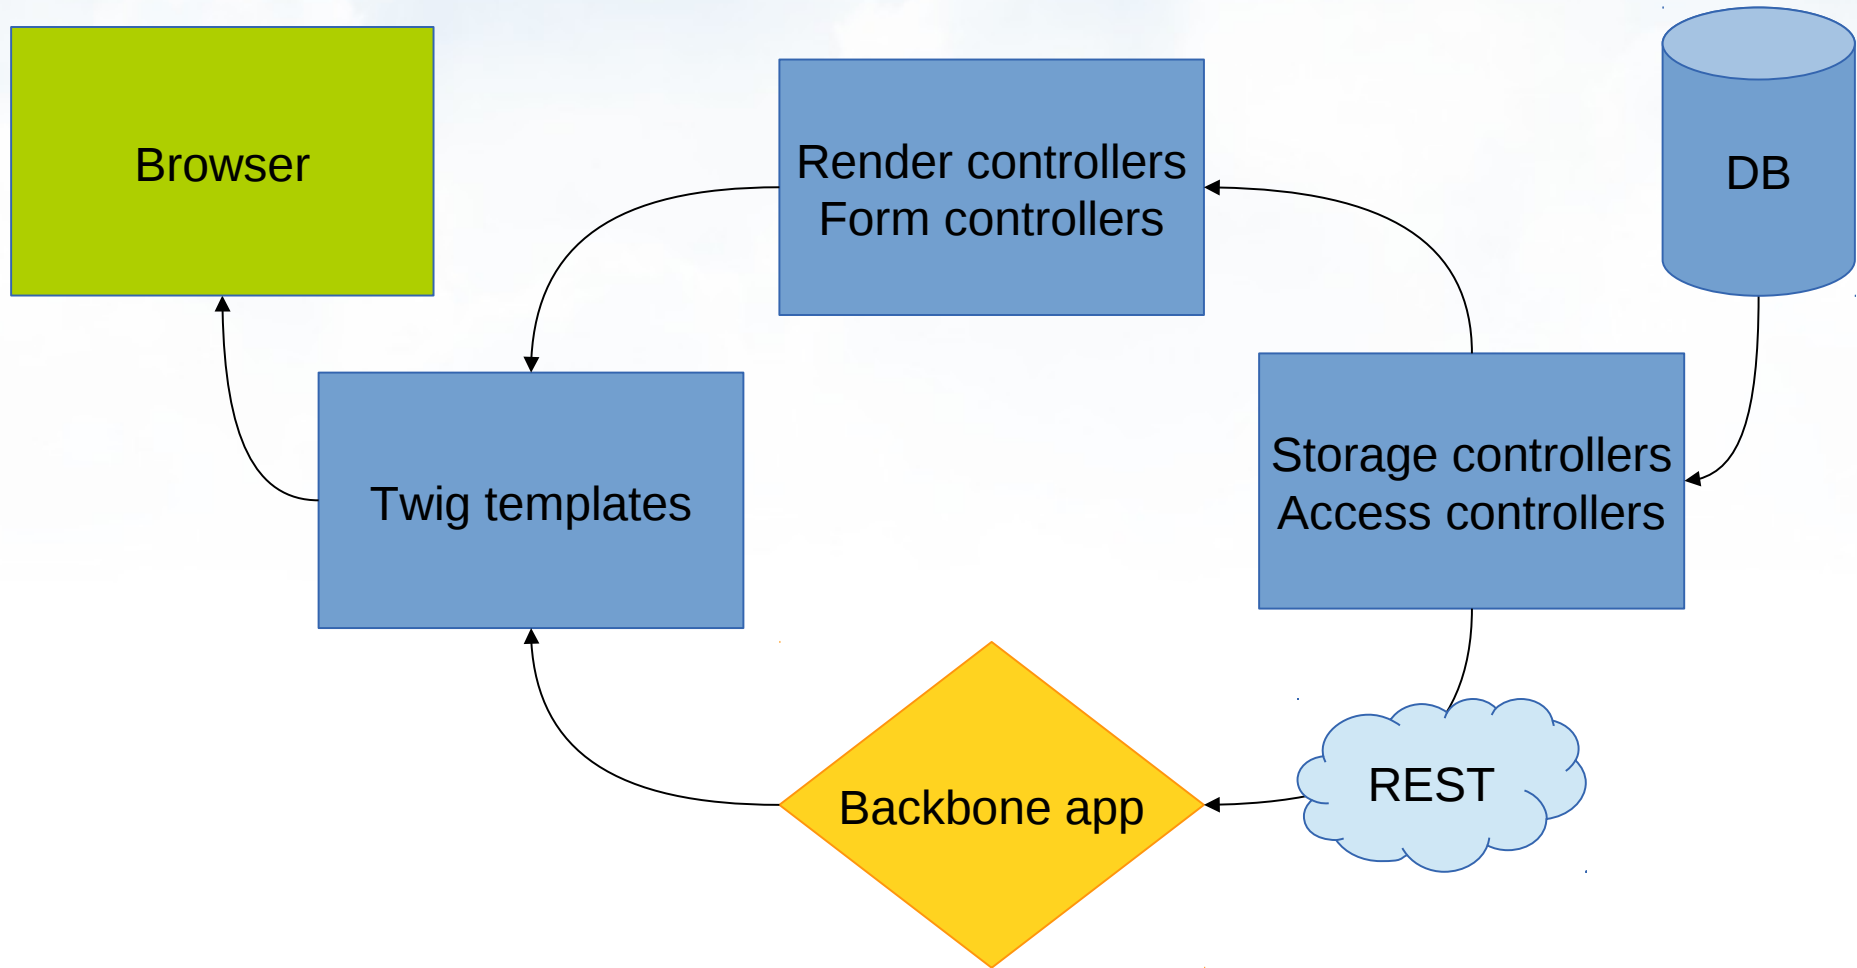 Browser
Render controllers
Form controllers
DB
Twig templates
Storage controllers
Access controllers
Backbone app
REST